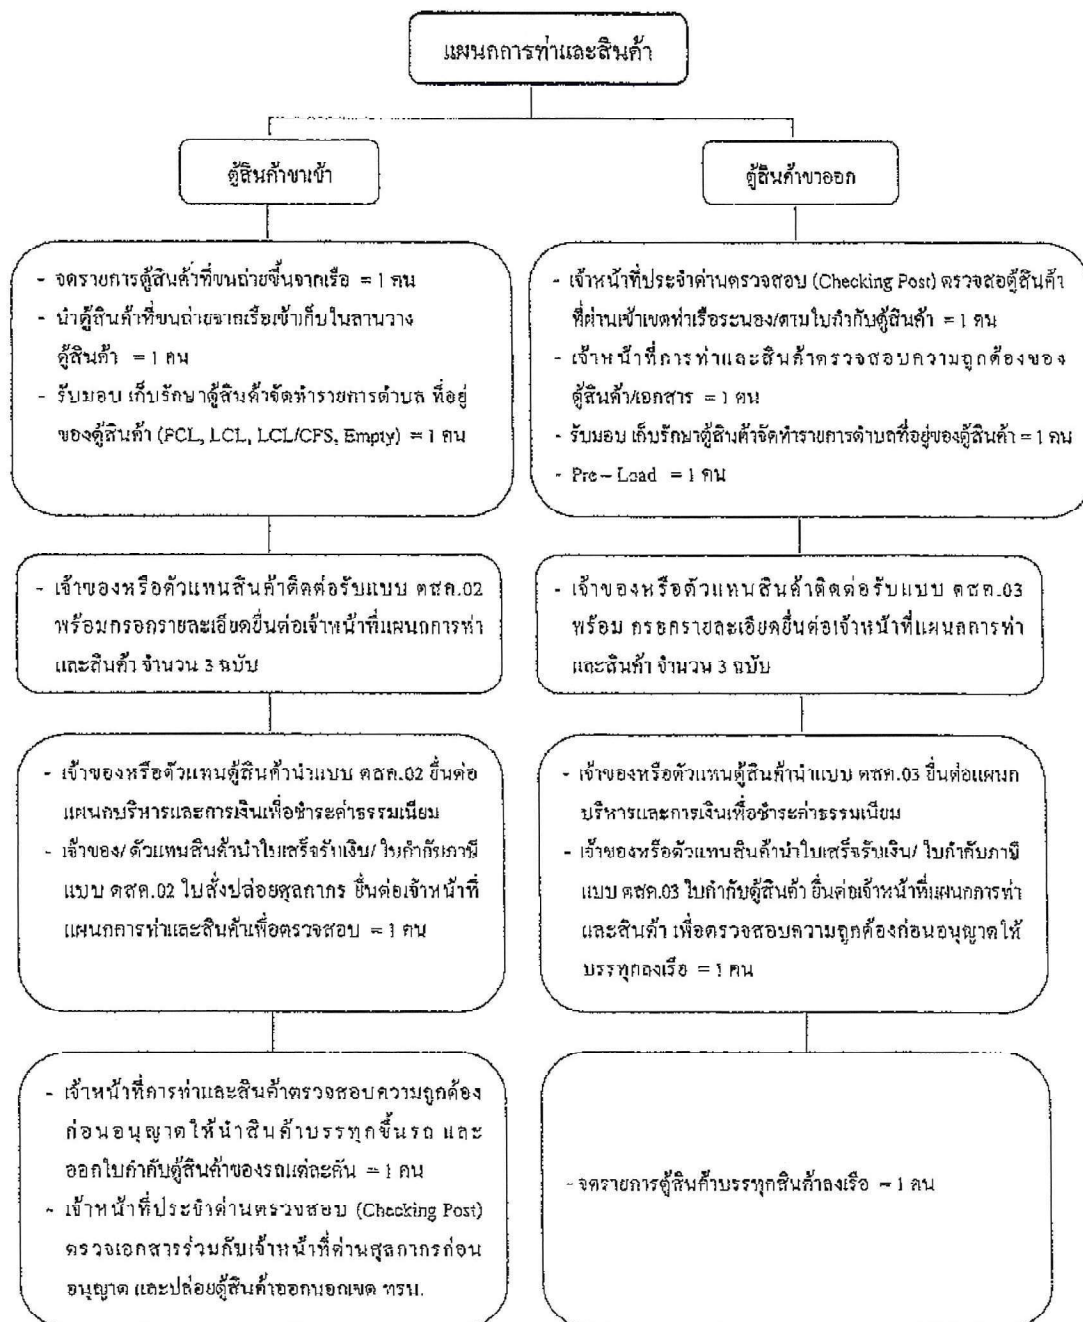 แผนกการท่าและสินค้า
ตู้สินค้าขาเข้า
- จดรายการตู้สินค้าที่ขนถ่ายขึ้นจากเรือ = 1 คน
- นำตู้สินค้าที่ขนถ่ายจากเรือเข้าเก็บในลานวาง
ตู้สินค้า = 1 คน
- รับมอบ เก็บรักษาตู้สินค้าจัดทำรายการตำบล ที่อยู่
ของตู้สินค้า (FCL, LCL, LCL/CFS, Empty) = 1 คน
- เจ้าของหรือตัวแทนสินค้าติดต่อรับแบบ ตสค.02
พร้อมกรอกรายละเอียดยื่นต่อเจ้าหน้าที่แผนกการท่า
และสินค้า จำนวน 3 ฉบับ
- เจ้าของหรือตัวแทนตู้สินค้านำแบบ ตสค.02 ยื่นต่อ
แผนกบริหารและการเงินเพื่อชำระค่าธรรมเนียม
- เจ้าของ/ ตัวแทนสินค้านำใบเสร็จรับเงิน/ ใบกำกับภาษี
แบบ ตสค.02 ใบสั่งปล่อยศุลกากร ยื่นต่อเจ้าหน้าที่
แผนกการท่าและสินค้าเพื่อตรวจสอบ = 1 คน
- เจ้าหน้าที่การท่าและสินค้าตรวจสอบความถูกต้อง
ก่อนอนุญาตให้นำสินค้าบรรทุกขึ้นรถ และ
ออกใบกำกับตู้สินค้าของรถแต่ละคัน = 1 คน
- เจ้าหน้าที่ประจำด่านตรวจสอบ (Checking Post)
ตรวจเอกสารร่วมกับเจ้าหน้าที่ด่านศุลกากรก่อน
อนุญาต และปล่อยตู้สินค้าออกนอกเขต ทรน.
ตู้สินค้าขาออก
- เจ้าหน้าที่ประจำด่านตรวจสอบ (Checking Post) ตรวจสอตู้สินค้า
ที่ผ่านเข้าเขตท่าเรือระนอง/ตามใบกำกับตู้สินค้า = 1 คน
- เจ้าหน้าที่การท่าและสินค้าตรวจสอบความถูกต้องของ
ตู้สินค้า/เอกสาร = 1 คน
- รับมอบ เก็บรักษาตู้สินค้าจัดทำรายการตำบลที่อยู่ของตู้สินค้า = 1 คน
- Pre – Load = 1 คน
- เจ้าของหรือตัวแทนสินค้าติดต่อรับแบบ ตสค.03
พร้อม กรอกรายละเอียดยื่นต่อเจ้าหน้าที่แผนกการท่า
และสินค้า จำนวน 3 ฉบับ
- เจ้าของหรือตัวแทนตู้สินค้านำแบบ ตสค.03 ยื่นต่อแผนก
บริหารและการเงินเพื่อชำระค่าธรรมเนียม
- เจ้าของหรือตัวแทนสินค้านำใบเสร็จรับเงิน/ ใบกำกับภาษี
แบบ ตสค.03 ใบกำกับตู้สินค้า ยื่นต่อเจ้าหน้าที่แผนกการท่า
และสินค้า เพื่อตรวจสอบความถูกต้องก่อนอนุญาตให้
บรรทุกลงเรือ = 1 คน
- จดรายการตู้สินค้าบรรทุกสินค้าลงเรือ = 1 คน